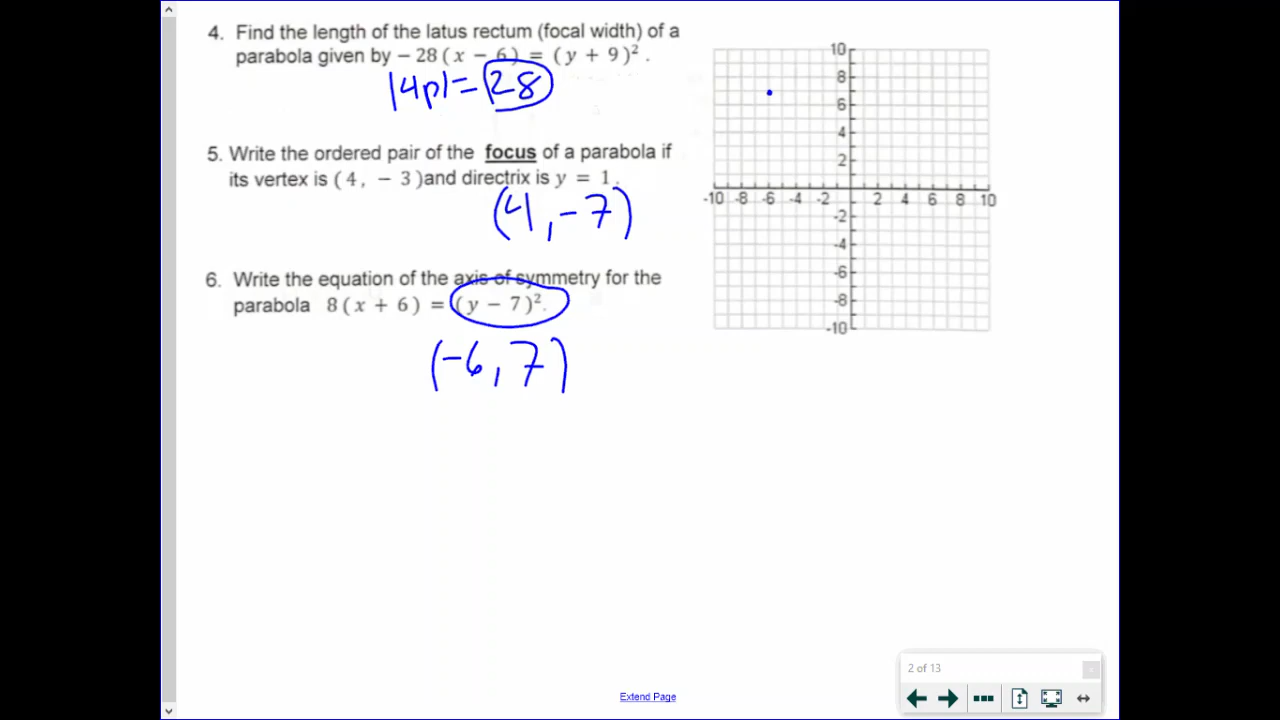 4. Find the length of the latus rectum (focal width) of a
parabola given by − 28 ( x − 6 ) = ( y + 9 )² .
|4p| = 28
5. Write the ordered pair of the focus of a parabola if
its vertex is ( 4 , − 3 )and directrix is y = 1 .
(4, -7)
6. Write the equation of the axis of symmetry for the
parabola 8 ( x + 6 ) = ( y − 7 )² .
(-6, 7)
10
8
6
4
2
-10 -8 -6 -4 -2 2 4 6 8 10
-2
-4
-6
-8
-10
2 of 13
Extend Page